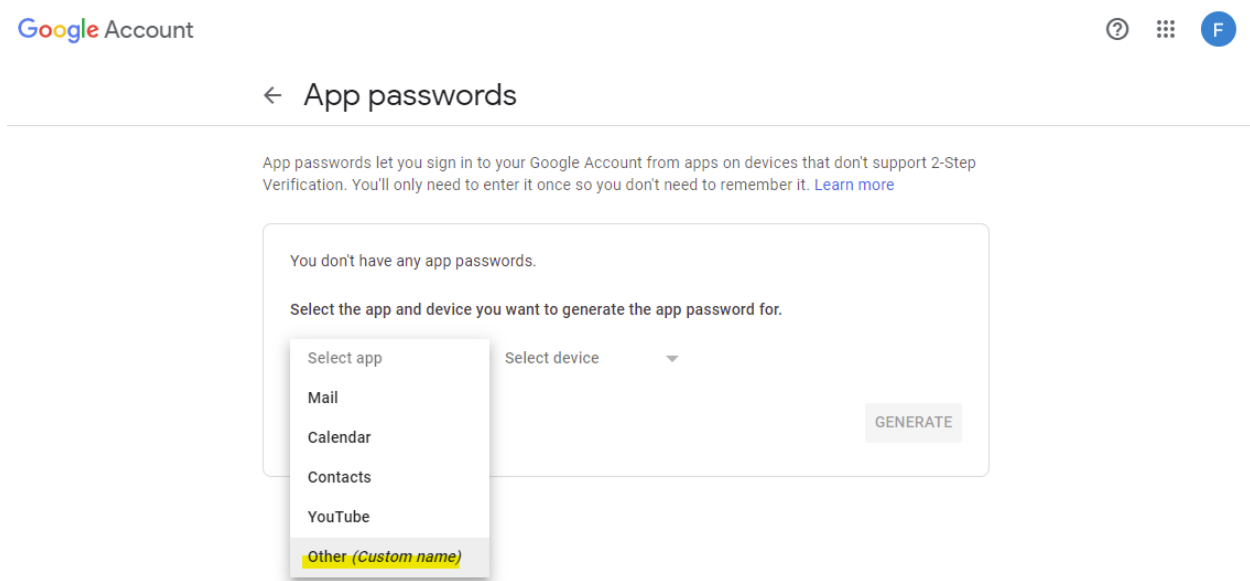 Google Account
F
App passwords
App passwords let you sign in to your Google Account from apps on devices that don't support 2-Step
Verification. You'll only need to enter it once so you don't need to remember it. Learn more
You don't have any app passwords.
Select the app and device you want to generate the app password for.
Select app
Select device
Mail
Calendar
GENERATE
Contacts
YouTube
Other (Custom name)